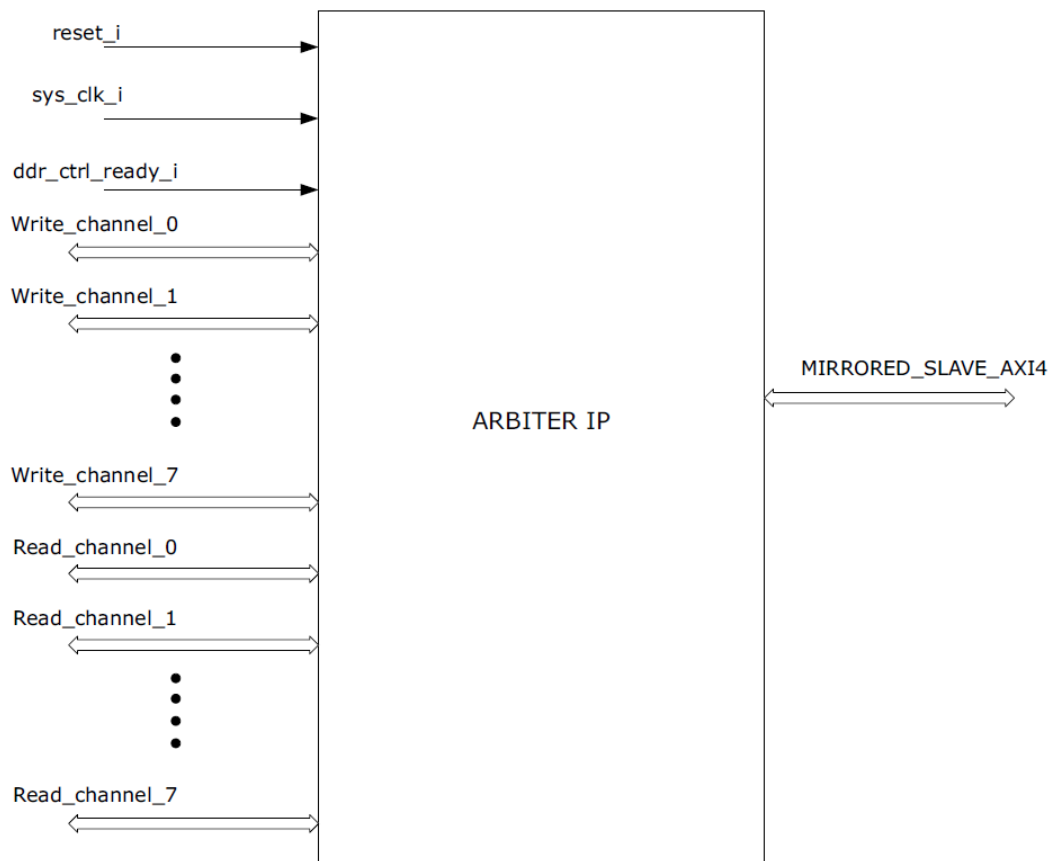 reset_i
sys_clk_i
ddr_ctrl_ready_i
Write_channel_0
Write_channel_1
MIRRORED_SLAVE_AXI4
ARBITER IP
Write_channel_7
Read_channel_0
Read_channel_1
Read_channel_7